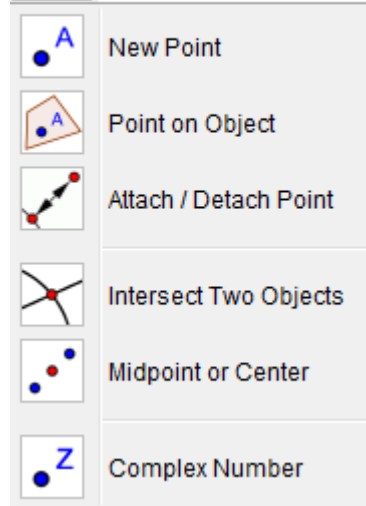 A New Point
A Point on Object
Attach / Detach Point
Intersect Two Objects
Midpoint or Center
Z Complex Number